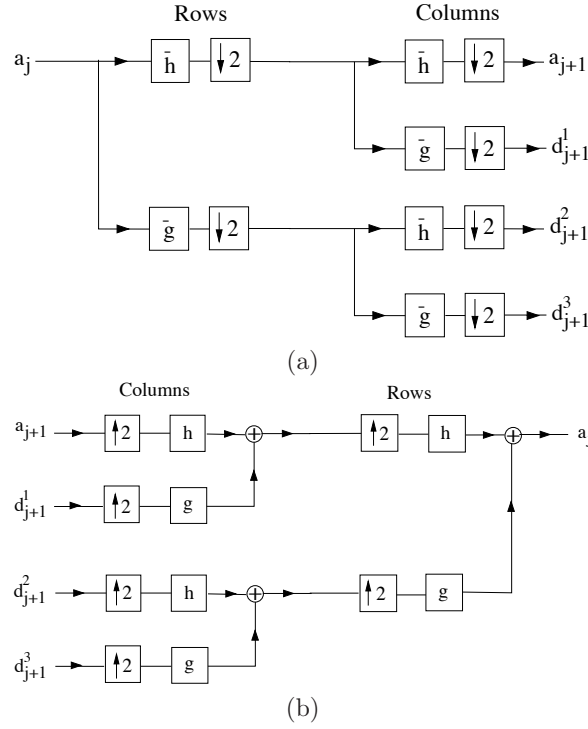 Rows Columns
a_j h̄ ↓2 h̄ ↓2 a_{j+1}
ḡ ↓2 d^1_{j+1}
ḡ ↓2 h̄ ↓2 d^2_{j+1}
ḡ ↓2 d^3_{j+1}
(a)
Columns Rows
a_{j+1} ↑2 h + ↑2 h + a_j
d^1_{j+1} ↑2 g
d^2_{j+1} ↑2 h + ↑2 g
d^3_{j+1} ↑2 g
(b)